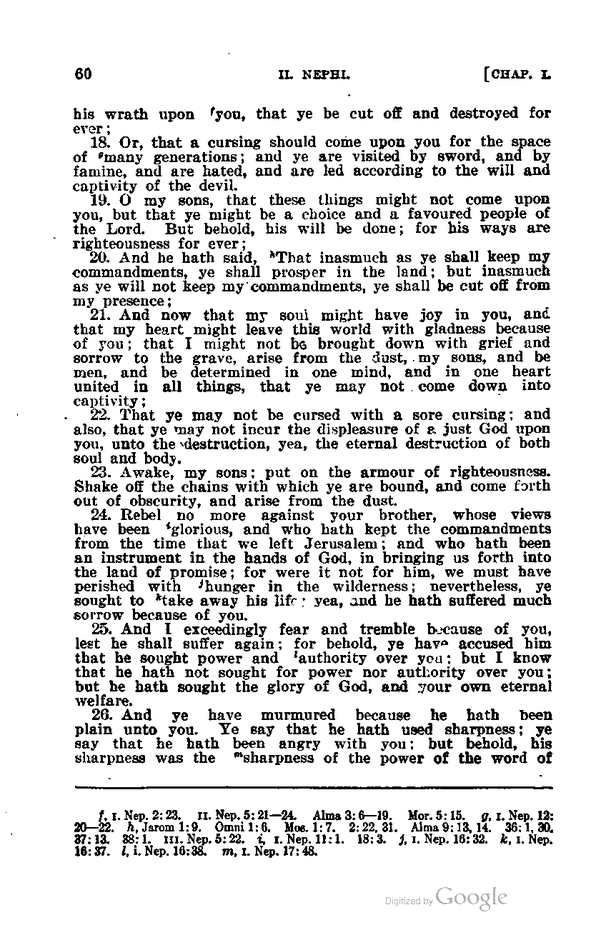 60 II. NEPHI. [CHAP. I.
his wrath upon fyou, that ye be cut off and destroyed for
ever;
18. Or, that a cursing should come upon you for the space
of gmany generations; and ye are visited by sword, and by
famine, and are hated, and are led according to the will and
captivity of the devil.
19. O my sons, that these things might not come upon
you, but that ye might be a choice and a favoured people of
the Lord. But behold, his will be done; for his ways are
righteousness for ever;
20. And he hath said, hThat inasmuch as ye shall keep my
commandments, ye shall prosper in the land; but inasmuch
as ye will not keep my commandments, ye shall be cut off from
my presence;
21. And now that my soul might have joy in you, and
that my heart might leave this world with gladness because
of you; that I might not be brought down with grief and
sorrow to the grave, arise from the dust, my sons, and be
men, and be determined in one mind, and in one heart
united in all things, that ye may not come down into
captivity;
22. That ye may not be cursed with a sore cursing; and
also, that ye may not incur the displeasure of a just God upon
you, unto the destruction, yea, the eternal destruction of both
soul and body.
23. Awake, my sons; put on the armour of righteousness.
Shake off the chains with which ye are bound, and come forth
out of obscurity, and arise from the dust.
24. Rebel no more against your brother, whose views
have been iglorious, and who hath kept the commandments
from the time that we left Jerusalem; and who hath been
an instrument in the hands of God, in bringing us forth into
the land of promise; for were it not for him, we must have
perished with jhunger in the wilderness; nevertheless, ye
sought to ktake away his life; yea, and he hath suffered much
sorrow because of you.
25. And I exceedingly fear and tremble because of you,
lest he shall suffer again; for behold, ye have accused him
that he sought power and lauthority over you; but I know
that he hath not sought for power nor authority over you;
but he hath sought the glory of God, and your own eternal
welfare.
26. And ye have murmured because he hath been
plain unto you. Ye say that he hath used sharpness; ye
say that he hath been angry with you; but behold, his
sharpness was the msharpness of the power of the word of
f, I. Nep. 2: 23. II. Nep. 5: 21—24. Alma 3: 6—19. Mor. 5: 15. g, I. Nep. 12:
20—22. h, Jarom 1: 9. Omni 1: 6. Mos. 1: 7. 2: 22, 31. Alma 9: 13, 14. 36: 1, 30.
37: 13. 38: 1. III. Nep. 5: 22. i, I. Nep. 11: 1. 18: 3. j, I. Nep. 16: 32. k, I. Nep.
16: 37. l, i. Nep. 16: 38. m, I. Nep. 17: 48.
Digitized by Google